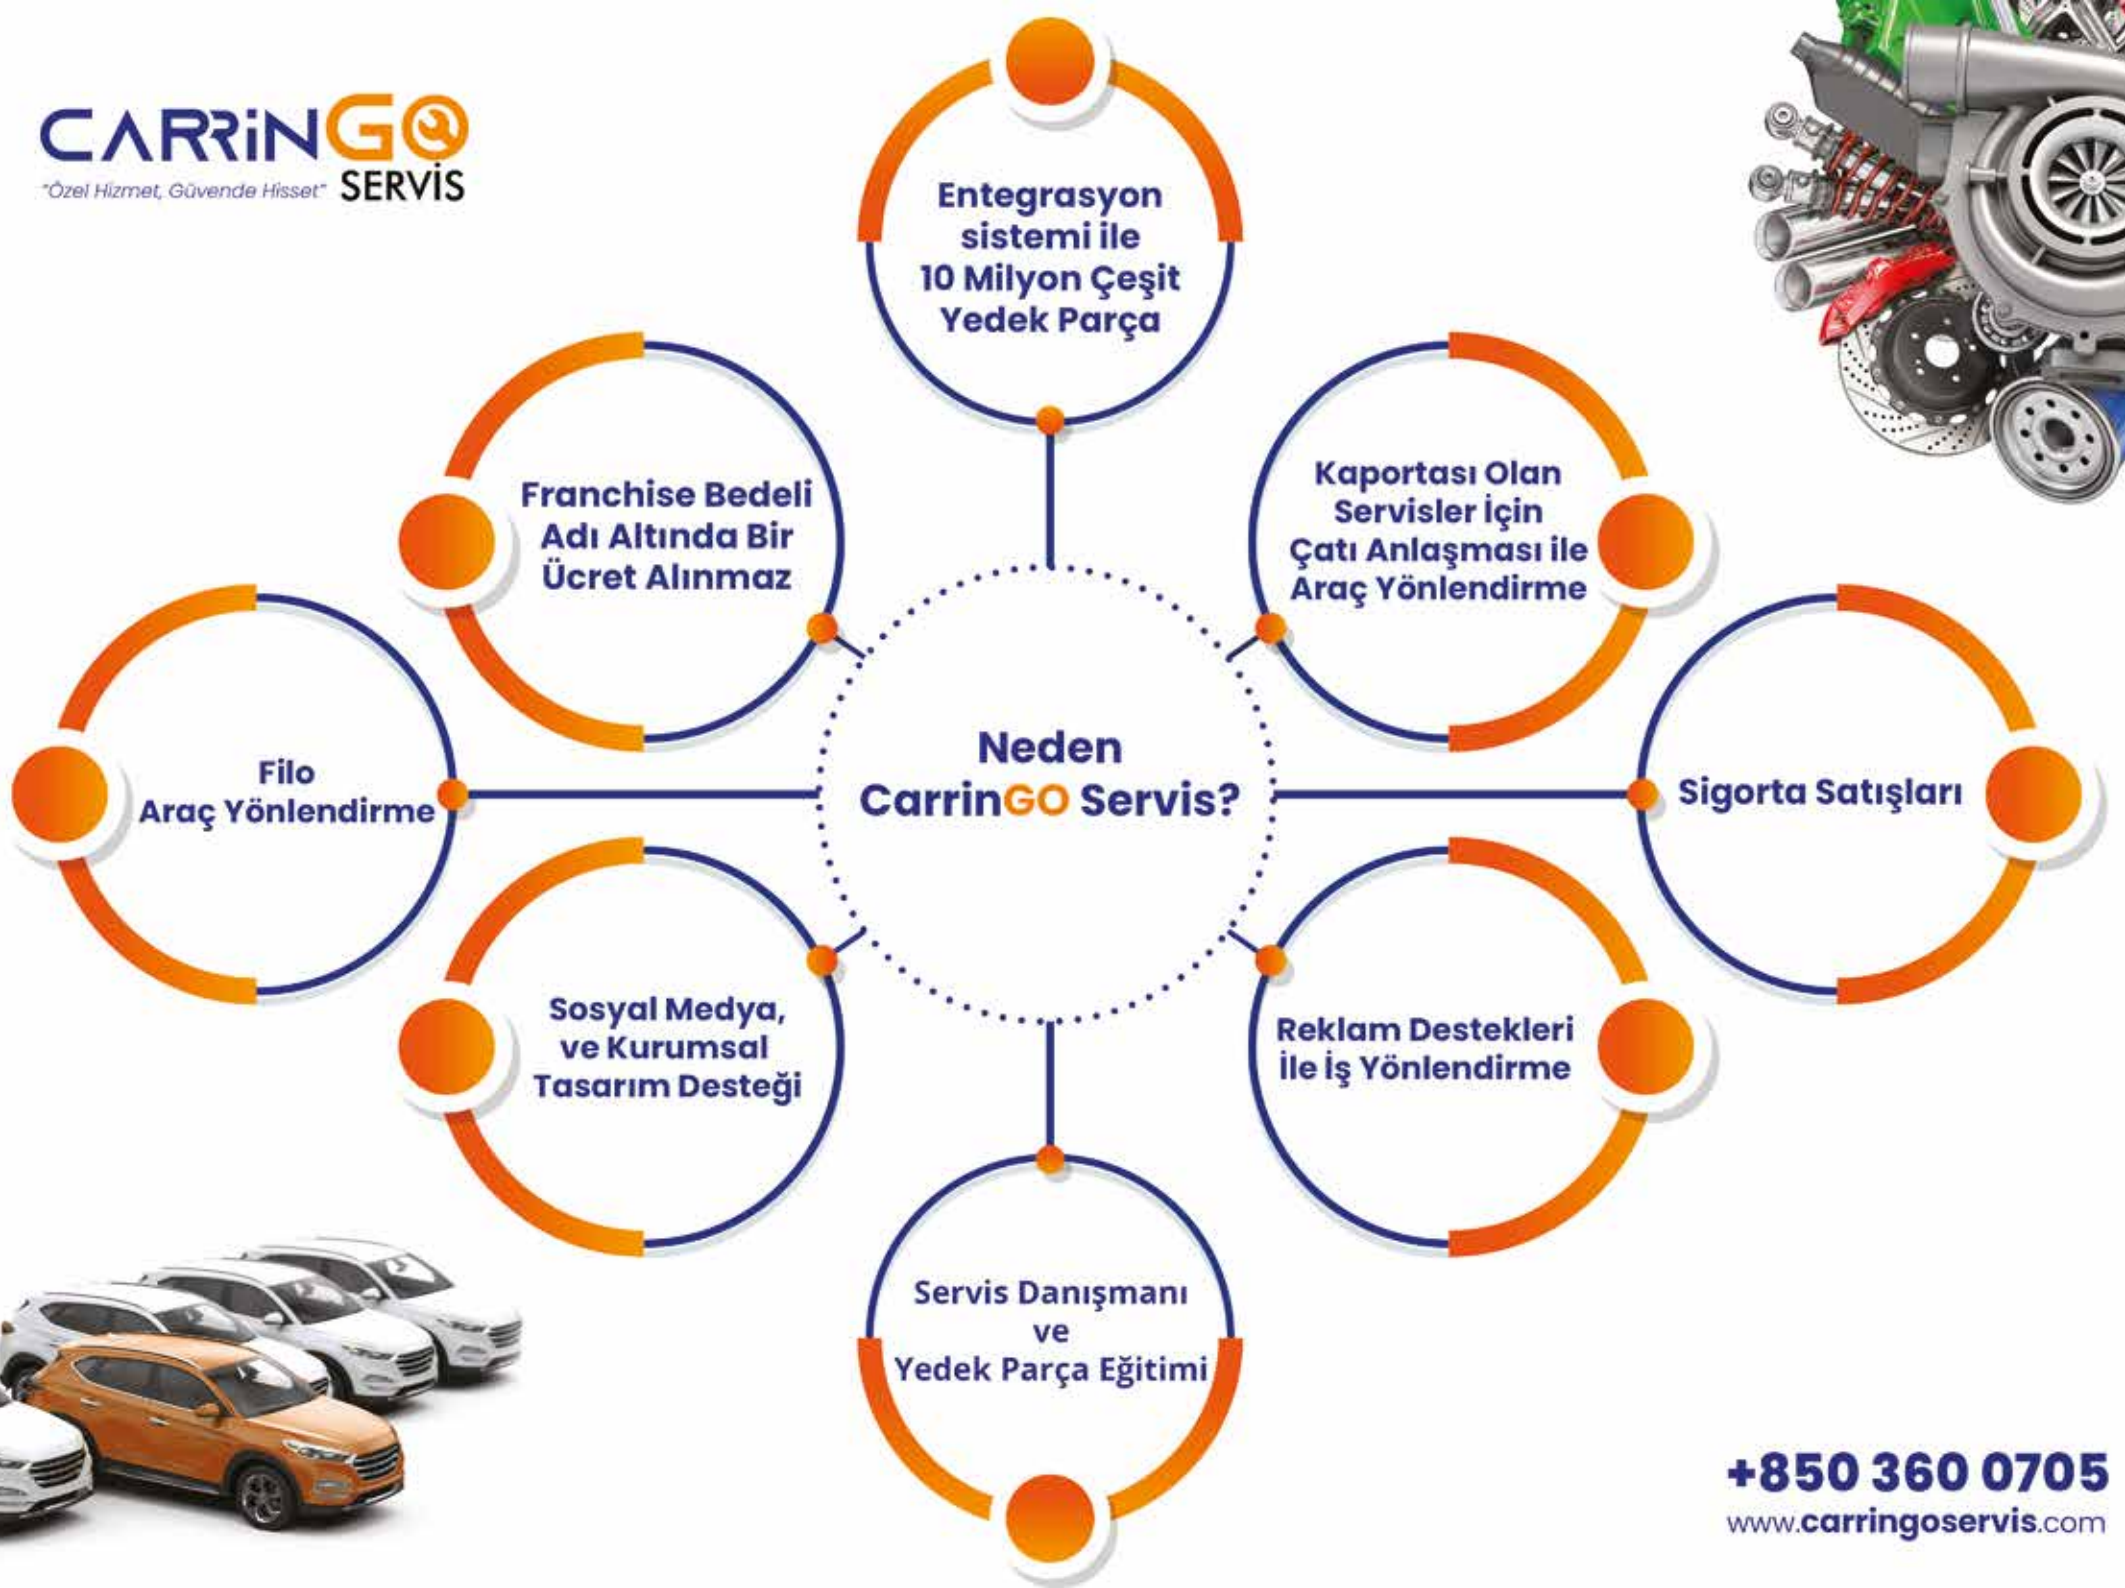 CARRiNGO
"Özel Hizmet, Güvende Hisset" SERVİS
Entegrasyon
sistemi ile
10 Milyon Çeşit
Yedek Parça
Franchise Bedeli
Adı Altında Bir
Ücret Alınmaz
Kaportası Olan
Servisler İçin
Çatı Anlaşması ile
Araç Yönlendirme
Filo
Araç Yönlendirme
Neden
CarrinGO Servis?
Sigorta Satışları
Sosyal Medya,
ve Kurumsal
Tasarım Desteği
Reklam Destekleri
İle İş Yönlendirme
Servis Danışmanı
ve
Yedek Parça Eğitimi
+850 360 0705
www.carringoservis.com